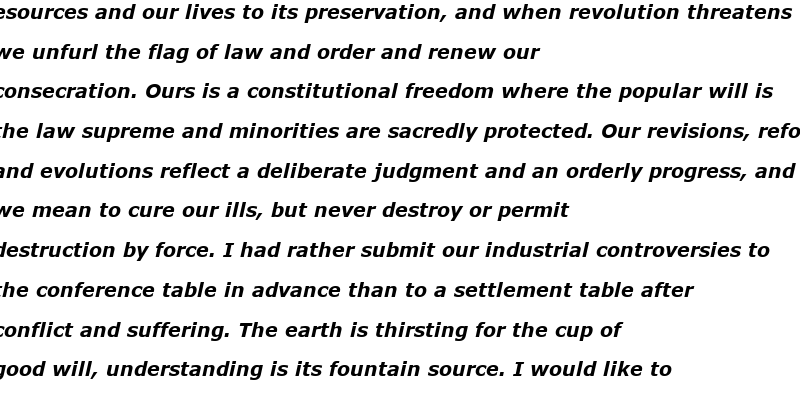 esources and our lives to its preservation, and when revolution threatens
we unfurl the flag of law and order and renew our
consecration. Ours is a constitutional freedom where the popular will is
the law supreme and minorities are sacredly protected. Our revisions, refo
and evolutions reflect a deliberate judgment and an orderly progress, and
we mean to cure our ills, but never destroy or permit
destruction by force. I had rather submit our industrial controversies to
the conference table in advance than to a settlement table after
conflict and suffering. The earth is thirsting for the cup of
good will, understanding is its fountain source. I would like to